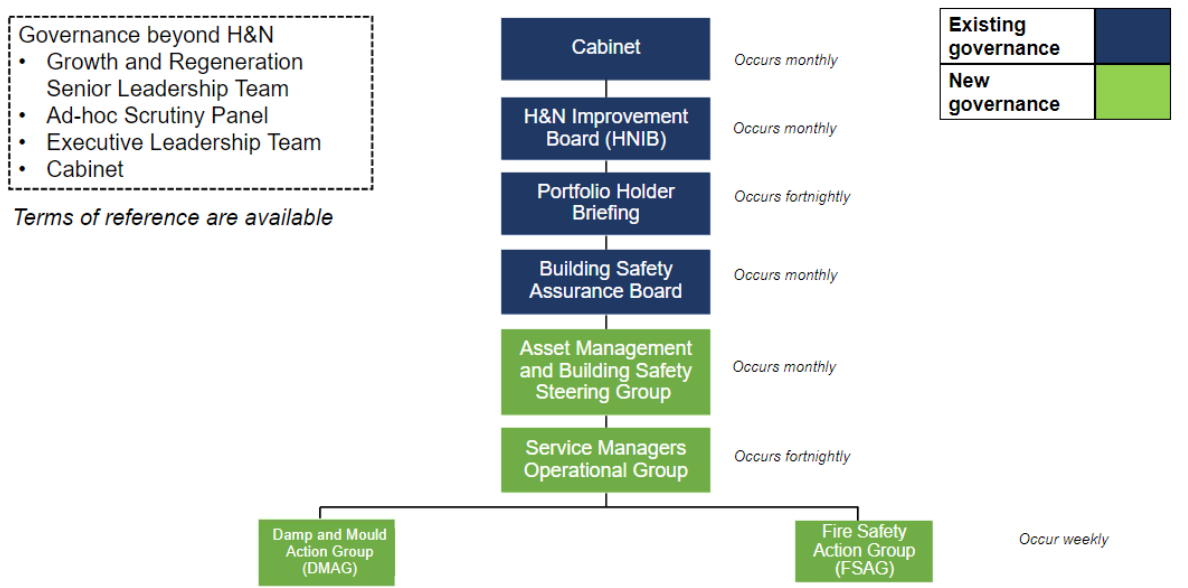 Governance beyond H&N
• Growth and Regeneration
Senior Leadership Team
• Ad-hoc Scrutiny Panel
• Executive Leadership Team
• Cabinet
Terms of reference are available
Existing
governance
New
governance
Cabinet
Occurs monthly
H&N Improvement
Board (HNIB)
Occurs monthly
Portfolio Holder
Briefing
Occurs fortnightly
Building Safety
Assurance Board
Occurs monthly
Asset Management
and Building Safety
Steering Group
Occurs monthly
Service Managers
Operational Group
Occurs fortnightly
Damp and Mould
Action Group
(DMAG)
Fire Safety
Action Group
(FSAG)
Occur weekly